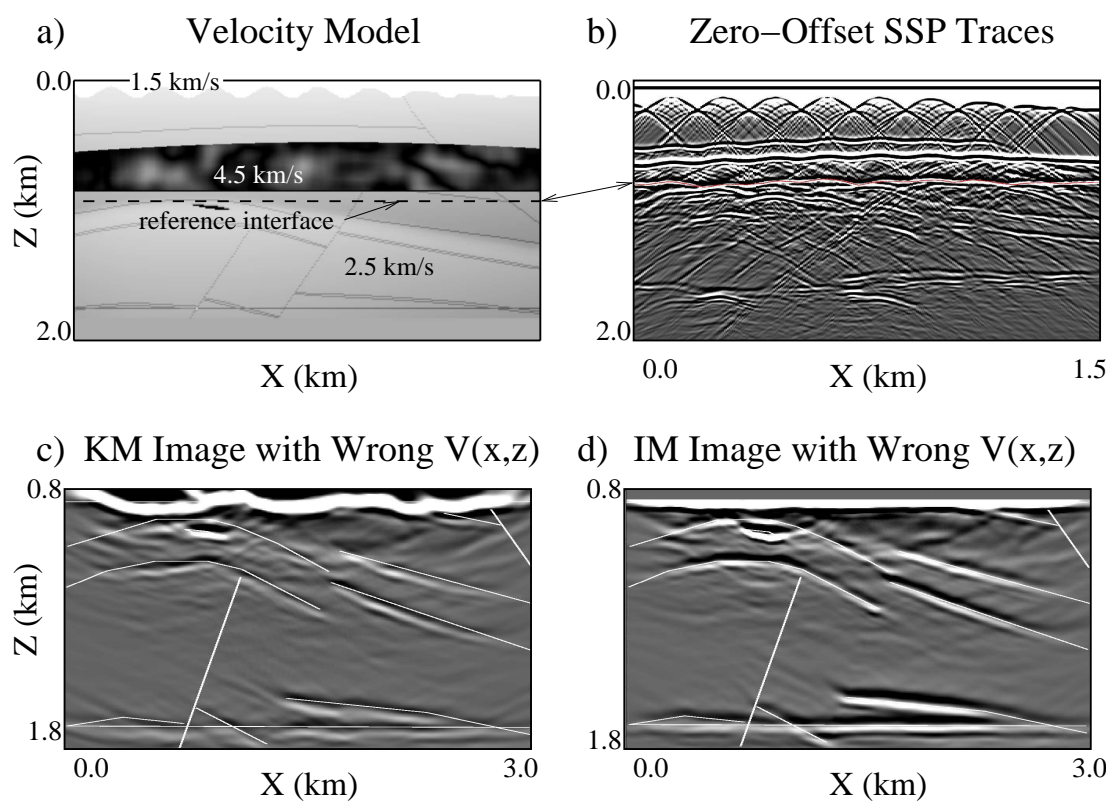 a) Velocity Model
b) Zero−Offset SSP Traces
0.0
1.5 km/s
4.5 km/s
reference interface
2.5 km/s
2.0
Z (km)
X (km)
0.0
2.0
0.0
1.5
X (km)
c) KM Image with Wrong V(x,z)
d) IM Image with Wrong V(x,z)
0.8
1.8
Z (km)
0.0
3.0
X (km)
0.8
1.8
0.0
3.0
X (km)